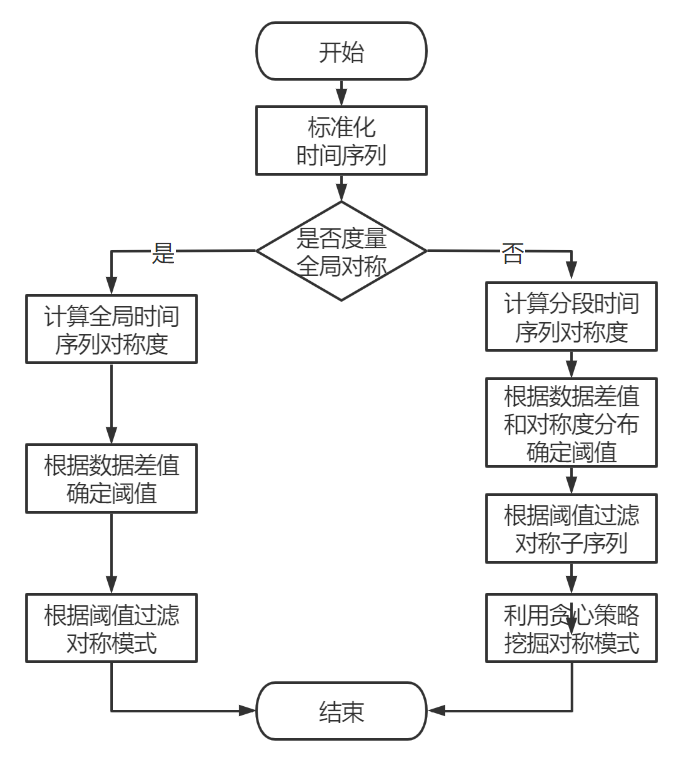 开始
标准化
时间序列
是否度量
全局对称
是
否
计算全局时间
序列对称度
根据数据差值
确定阈值
根据阈值过滤
对称模式
计算分段时间
序列对称度
根据数据差值
和对称度分布
确定阈值
根据阈值过滤
对称子序列
利用贪心策略
挖掘对称模式
结束